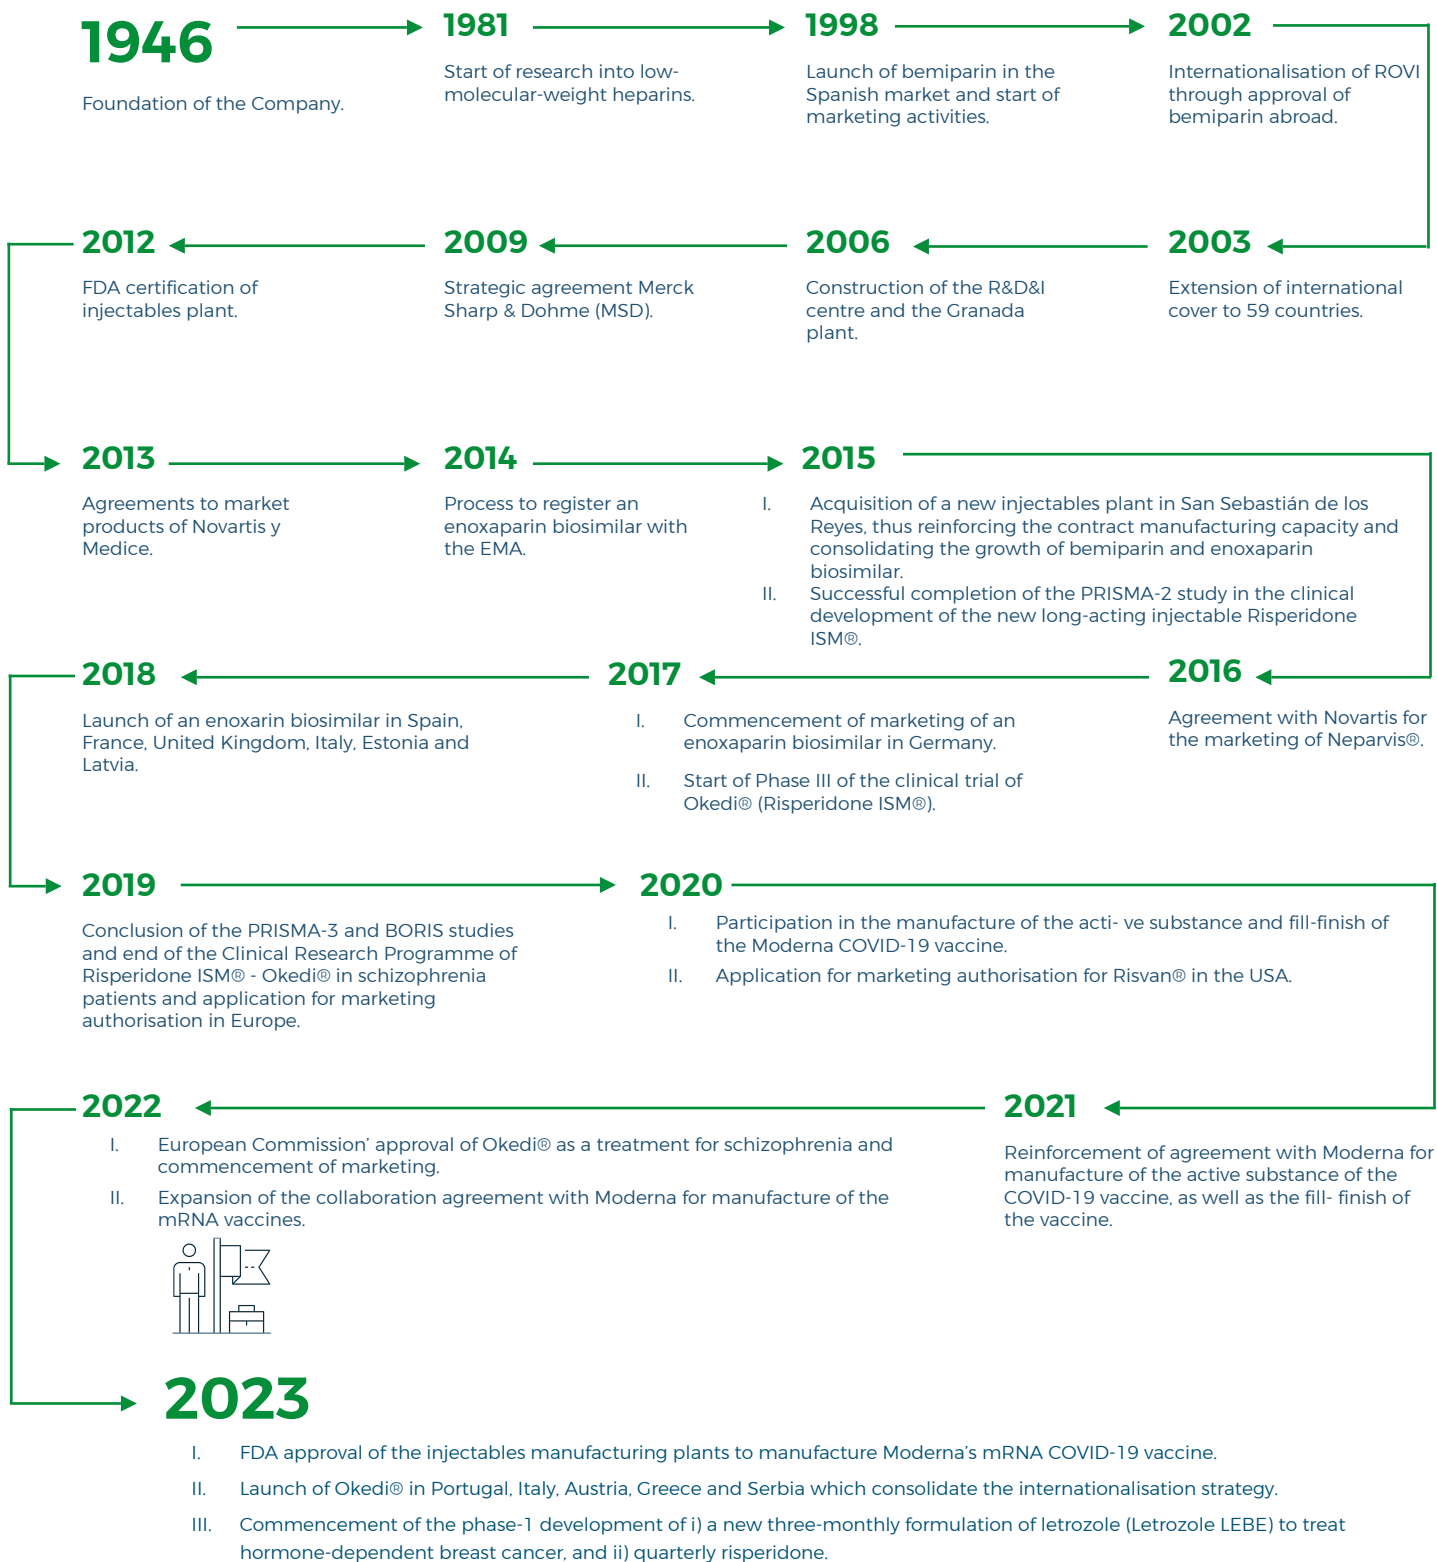 1946
Foundation of the Company.
1981
Start of research into low-
molecular-weight heparins.
1998
Launch of bemiparin in the
Spanish market and start of
marketing activities.
2002
Internationalisation of ROVI
through approval of
bemiparin abroad.
2003
Extension of international
cover to 59 countries.
2006
Construction of the R&D&I
centre and the Granada
plant.
2009
Strategic agreement Merck
Sharp & Dohme (MSD).
2012
FDA certification of
injectables plant.
2013
Agreements to market
products of Novartis y
Medice.
2014
Process to register an
enoxaparin biosimilar with
the EMA.
2015
I. Acquisition of a new injectables plant in San Sebastián de los
Reyes, thus reinforcing the contract manufacturing capacity and
consolidating the growth of bemiparin and enoxaparin
biosimilar.
II. Successful completion of the PRISMA-2 study in the clinical
development of the new long-acting injectable Risperidone
ISM®.
2016
Agreement with Novartis for
the marketing of Neparvis®.
2017
I. Commencement of marketing of an
enoxaparin biosimilar in Germany.
II. Start of Phase III of the clinical trial of
Okedi® (Risperidone ISM®).
2018
Launch of an enoxarin biosimilar in Spain,
France, United Kingdom, Italy, Estonia and
Latvia.
2019
Conclusion of the PRISMA-3 and BORIS studies
and end of the Clinical Research Programme of
Risperidone ISM® - Okedi® in schizophrenia
patients and application for marketing
authorisation in Europe.
2020
I. Participation in the manufacture of the acti- ve substance and fill-finish of
the Moderna COVID-19 vaccine.
II. Application for marketing authorisation for Risvan® in the USA.
2021
Reinforcement of agreement with Moderna for
manufacture of the active substance of the
COVID-19 vaccine, as well as the fill- finish of
the vaccine.
2022
I. European Commission’ approval of Okedi® as a treatment for schizophrenia and
commencement of marketing.
II. Expansion of the collaboration agreement with Moderna for manufacture of the
mRNA vaccines.
2023
I. FDA approval of the injectables manufacturing plants to manufacture Moderna’s mRNA COVID-19 vaccine.
II. Launch of Okedi® in Portugal, Italy, Austria, Greece and Serbia which consolidate the internationalisation strategy.
III. Commencement of the phase-1 development of i) a new three-monthly formulation of letrozole (Letrozole LEBE) to treat
hormone-dependent breast cancer, and ii) quarterly risperidone.